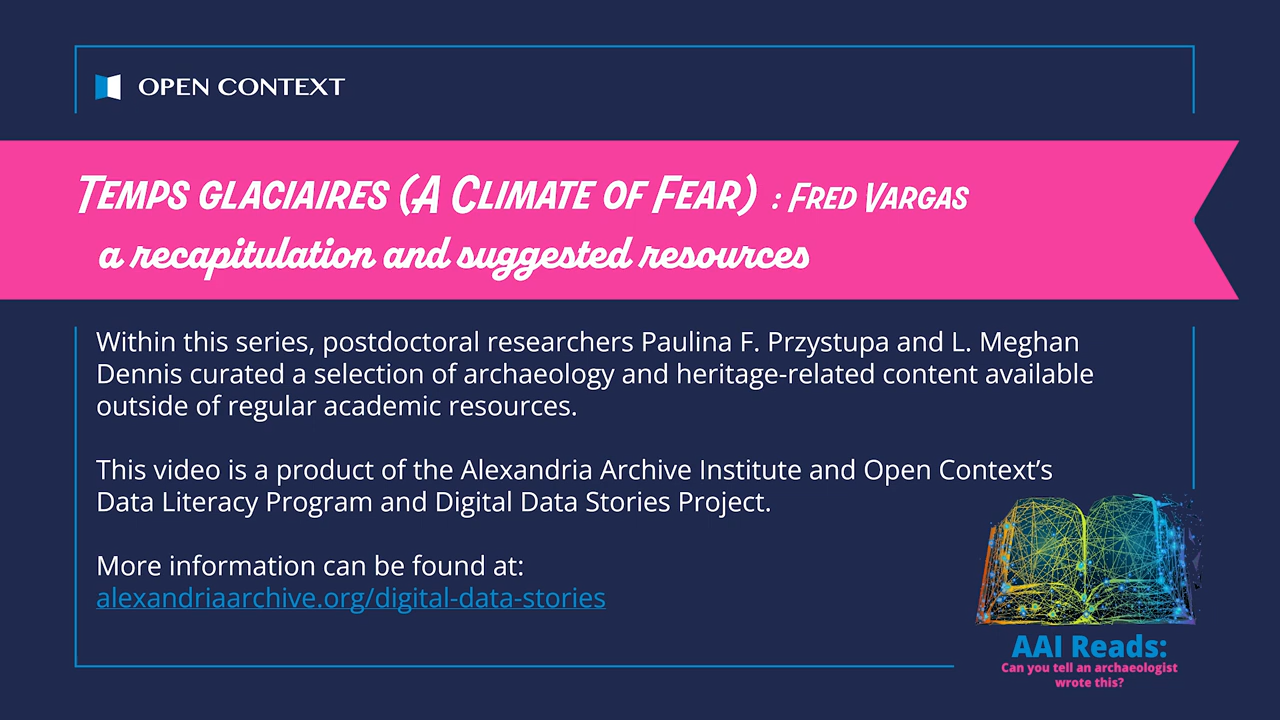 OPEN CONTEXT
TEMPS GLACIAIRES (A CLIMATE OF FEAR) : FRED VARGAS
a recapitulation and suggested resources
Within this series, postdoctoral researchers Paulina F. Przystupa and L. Meghan
Dennis curated a selection of archaeology and heritage-related content available
outside of regular academic resources.
This video is a product of the Alexandria Archive Institute and Open Context’s
Data Literacy Program and Digital Data Stories Project.
More information can be found at:
alexandriaarchive.org/digital-data-stories
AAI Reads:
Can you tell an archaeologist
wrote this?